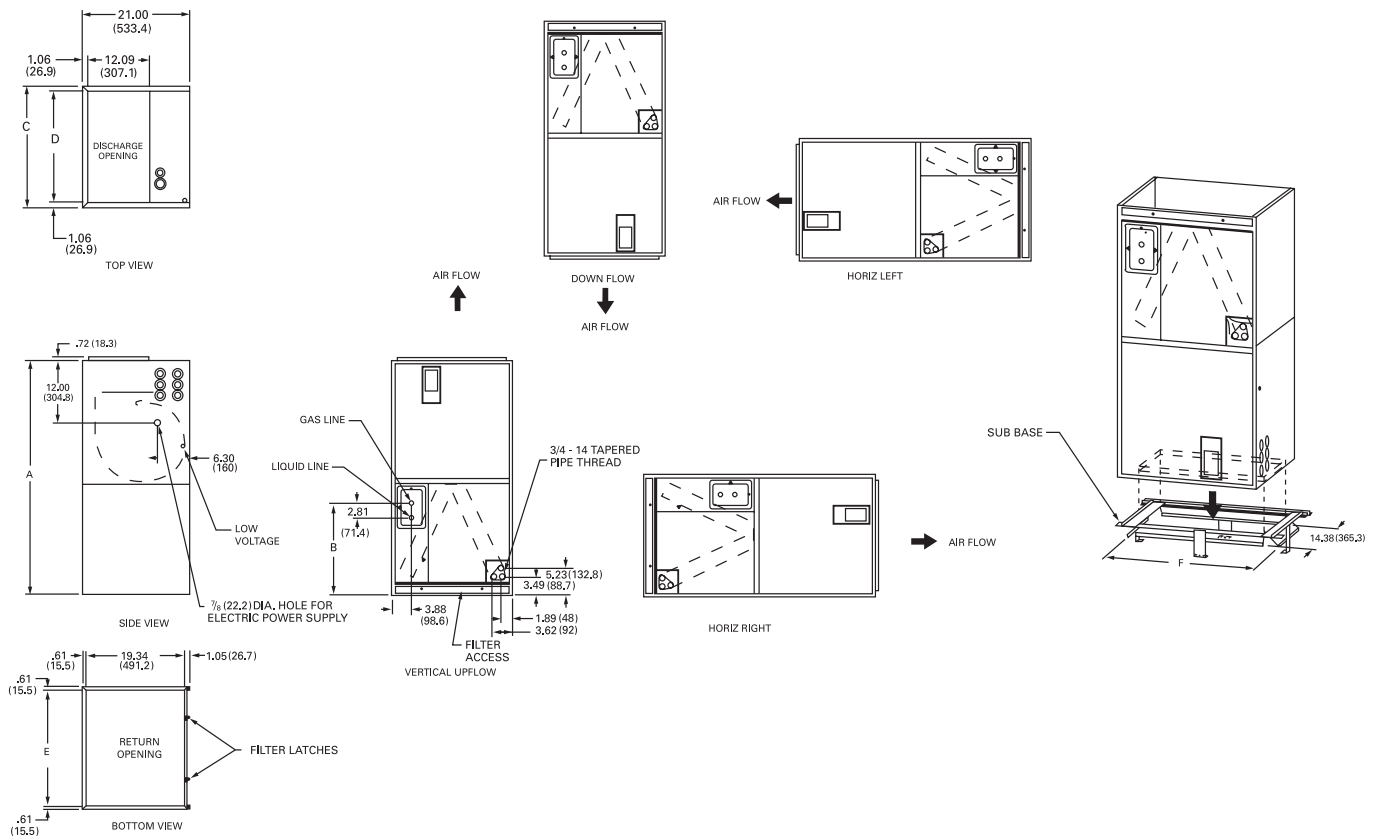 21.00
(533.4)
1.06
(26.9)
12.09
(307.1)
C
D
DISCHARGE
OPENING
1.06
(26.9)
TOP VIEW
AIR FLOW
DOWN FLOW
AIR FLOW
AIR FLOW
HORIZ LEFT
.72 (18.3)
12.00
(304.8)
A
6.30
(160)
LOW
VOLTAGE
7/8 (22.2) DIA. HOLE FOR
ELECTRIC POWER SUPPLY
SIDE VIEW
GAS LINE
LIQUID LINE
2.81
(71.4)
B
3/4 - 14 TAPERED
PIPE THREAD
5.23 (132.8)
3.49 (88.7)
3.88
(98.6)
1.89 (48)
3.62 (92)
FILTER
ACCESS
VERTICAL UPFLOW
AIR FLOW
HORIZ RIGHT
SUB BASE
14.38 (365.3)
F
.61
(15.5)
19.34
(491.2)
1.05 (26.7)
.61
(15.5)
E
RETURN
OPENING
FILTER LATCHES
.61
(15.5)
BOTTOM VIEW